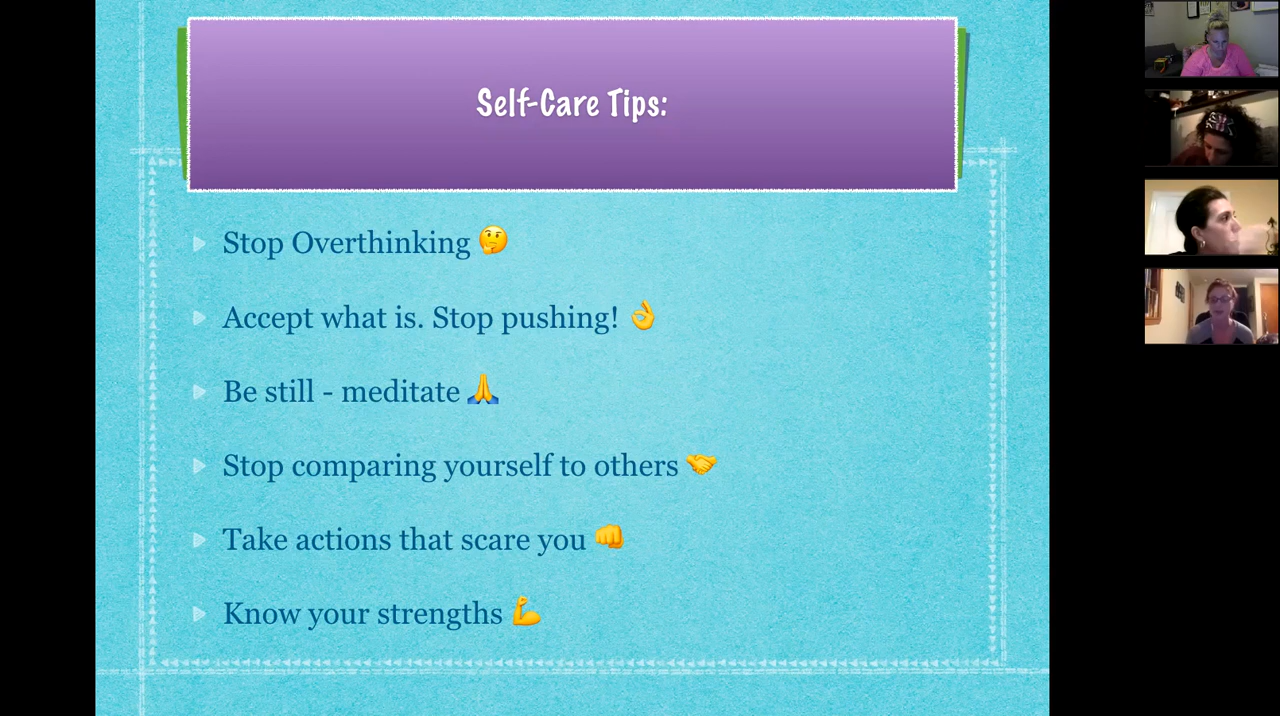 Self-Care Tips:
Stop Overthinking 🤔
Accept what is. Stop pushing! 👌
Be still - meditate 🙏
Stop comparing yourself to others 🤝
Take actions that scare you 👊
Know your strengths 💪